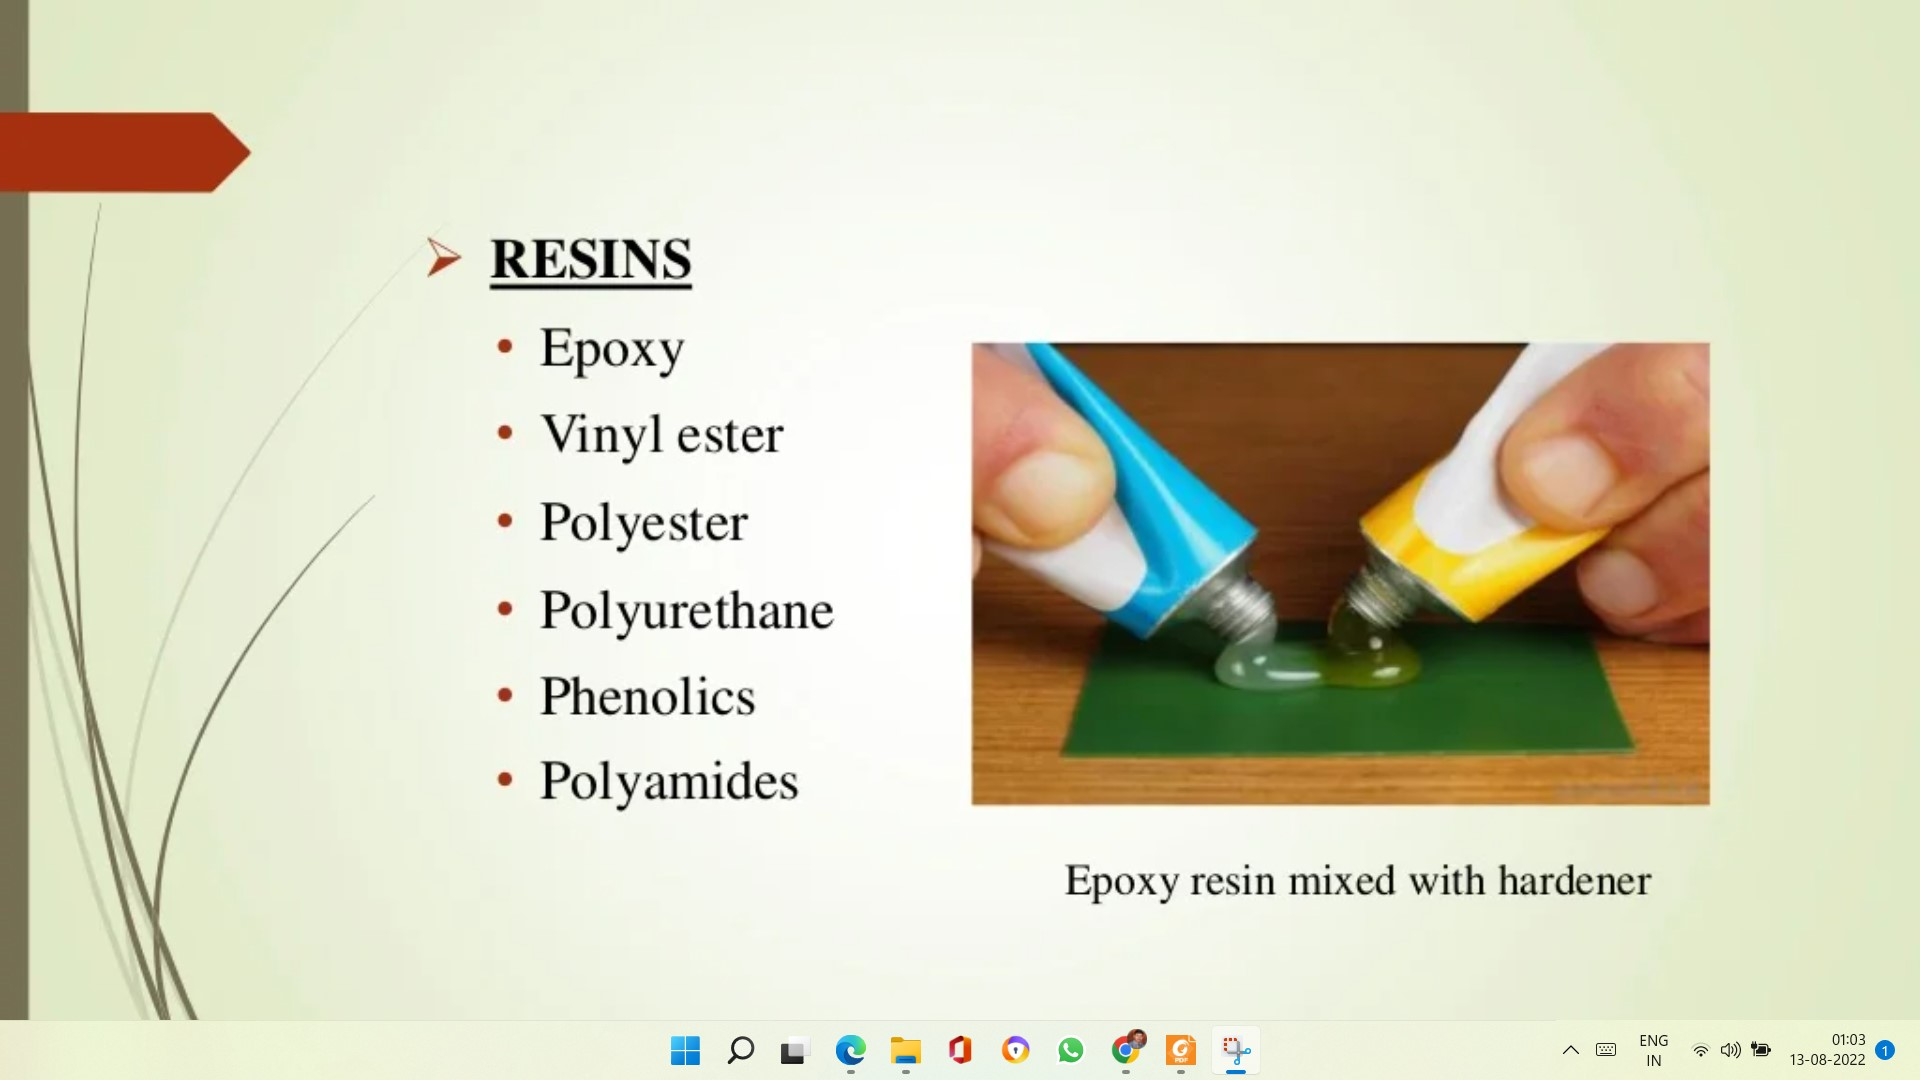 RESINS
Epoxy
Vinyl ester
Polyester
Polyurethane
Phenolics
Polyamides
Epoxy resin mixed with hardener
ENG
IN
01:03
13-08-2022
1